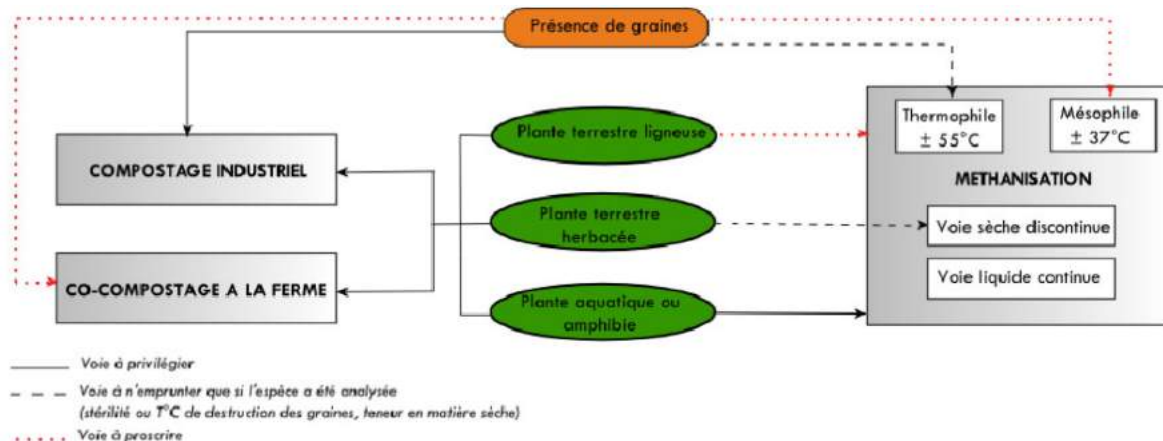 Présence de graines
Thermophile
± 55°C
Mésophile
± 37°C
Plante terrestre ligneuse
COMPOSTAGE INDUSTRIEL
METHANISATION
Plante terrestre
herbacée
Voie sèche discontinue
CO-COMPOSTAGE A LA FERME
Voie liquide continue
Plante aquatique ou
amphibie
Voie à privilégier
Voie à n'emprunter que si l'espèce a été analysée
(stérilité ou T°C de destruction des graines, teneur en matière sèche)
Voie à proscrire